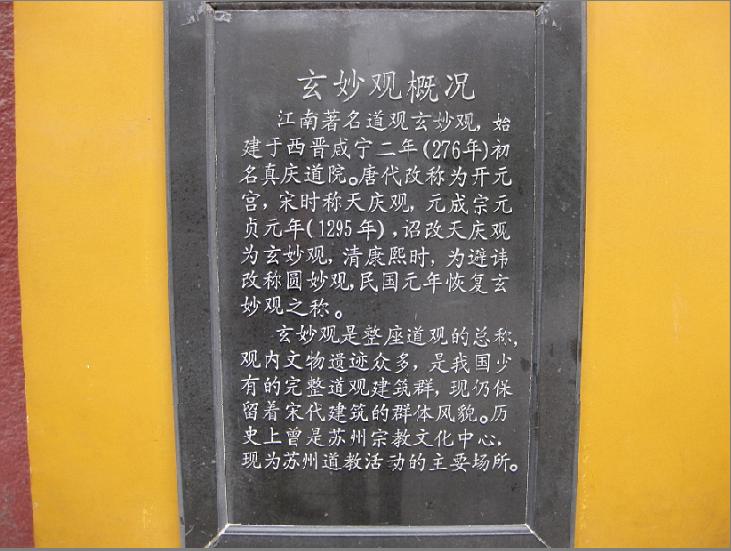 玄妙观概况
江南著名道观玄妙观，始
建于西晋咸宁二年(276年)初
名真庆道院。唐代改称为开元
宫，宋时称天庆观，元成宗元
贞元年(1295年)，诏改天庆观
为玄妙观，清康熙时，为避讳
改称圆妙观，民国元年恢复玄
妙观之称。
玄妙观是整座道观的总称，
观内文物遗迹众多，是我国少
有的完整道观建筑群，现仍保
留着宋代建筑的群体风貌。历
史上曾是苏州宗教文化中心，
现为苏州道教活动的主要场所。